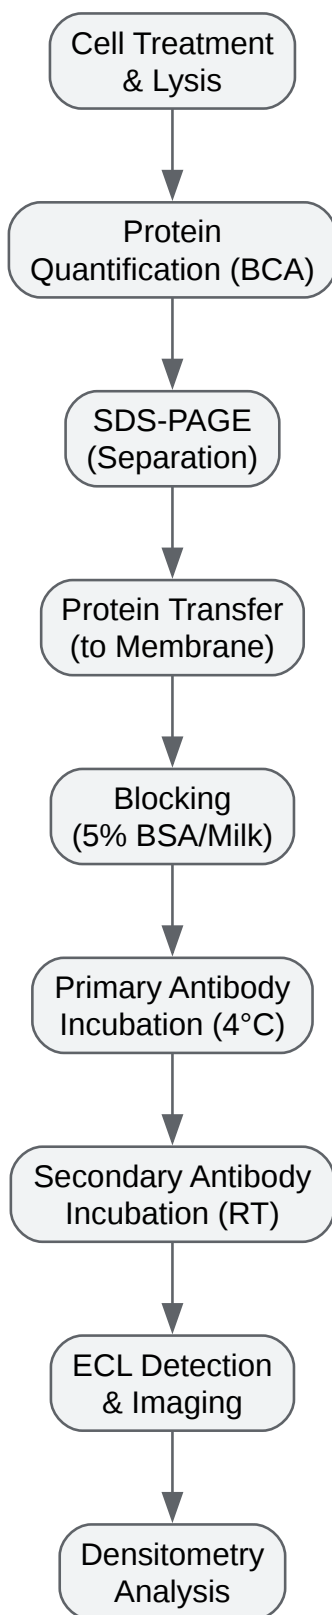 Cell Treatment
& Lysis
Protein
Quantification (BCA)
SDS-PAGE
(Separation)
Protein Transfer
(to Membrane)
Blocking
(5% BSA/Milk)
Primary Antibody
Incubation (4°C)
Secondary Antibody
Incubation (RT)
ECL Detection
& Imaging
Densitometry
Analysis